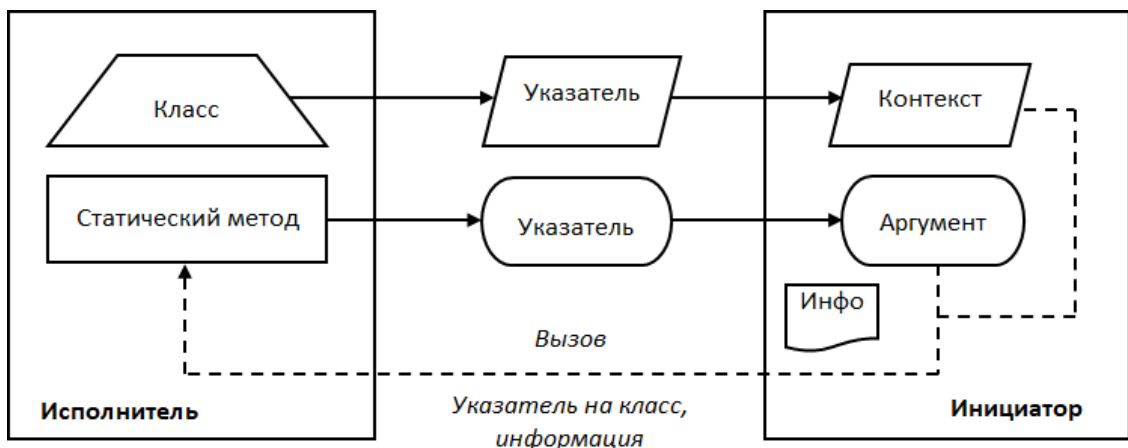 Класс
Указатель
Контекст
Статический метод
Указатель
Аргумент
Инфо
Вызов
Исполнитель
Указатель на класс,
информация
Инициатор